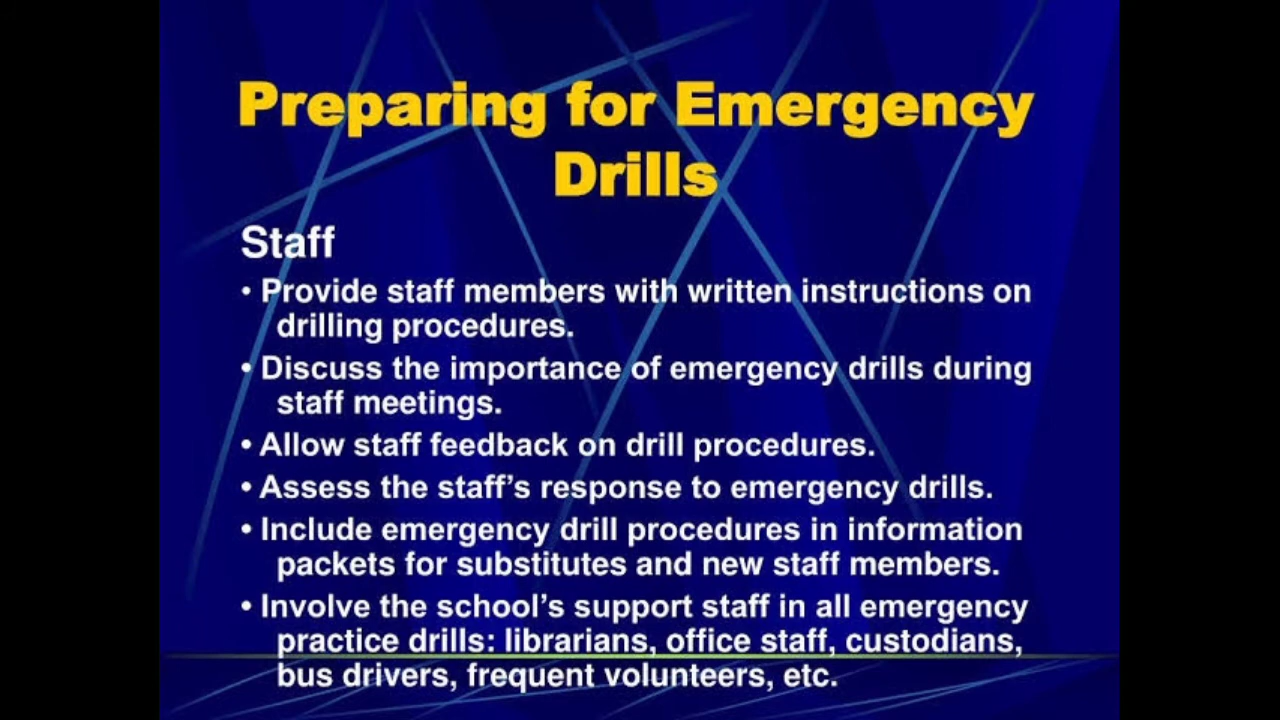 Preparing for Emergency
Drills
Staff
• Provide staff members with written instructions on
drilling procedures.
• Discuss the importance of emergency drills during
staff meetings.
• Allow staff feedback on drill procedures.
• Assess the staff’s response to emergency drills.
• Include emergency drill procedures in information
packets for substitutes and new staff members.
• Involve the school’s support staff in all emergency
practice drills: librarians, office staff, custodians,
bus drivers, frequent volunteers, etc.